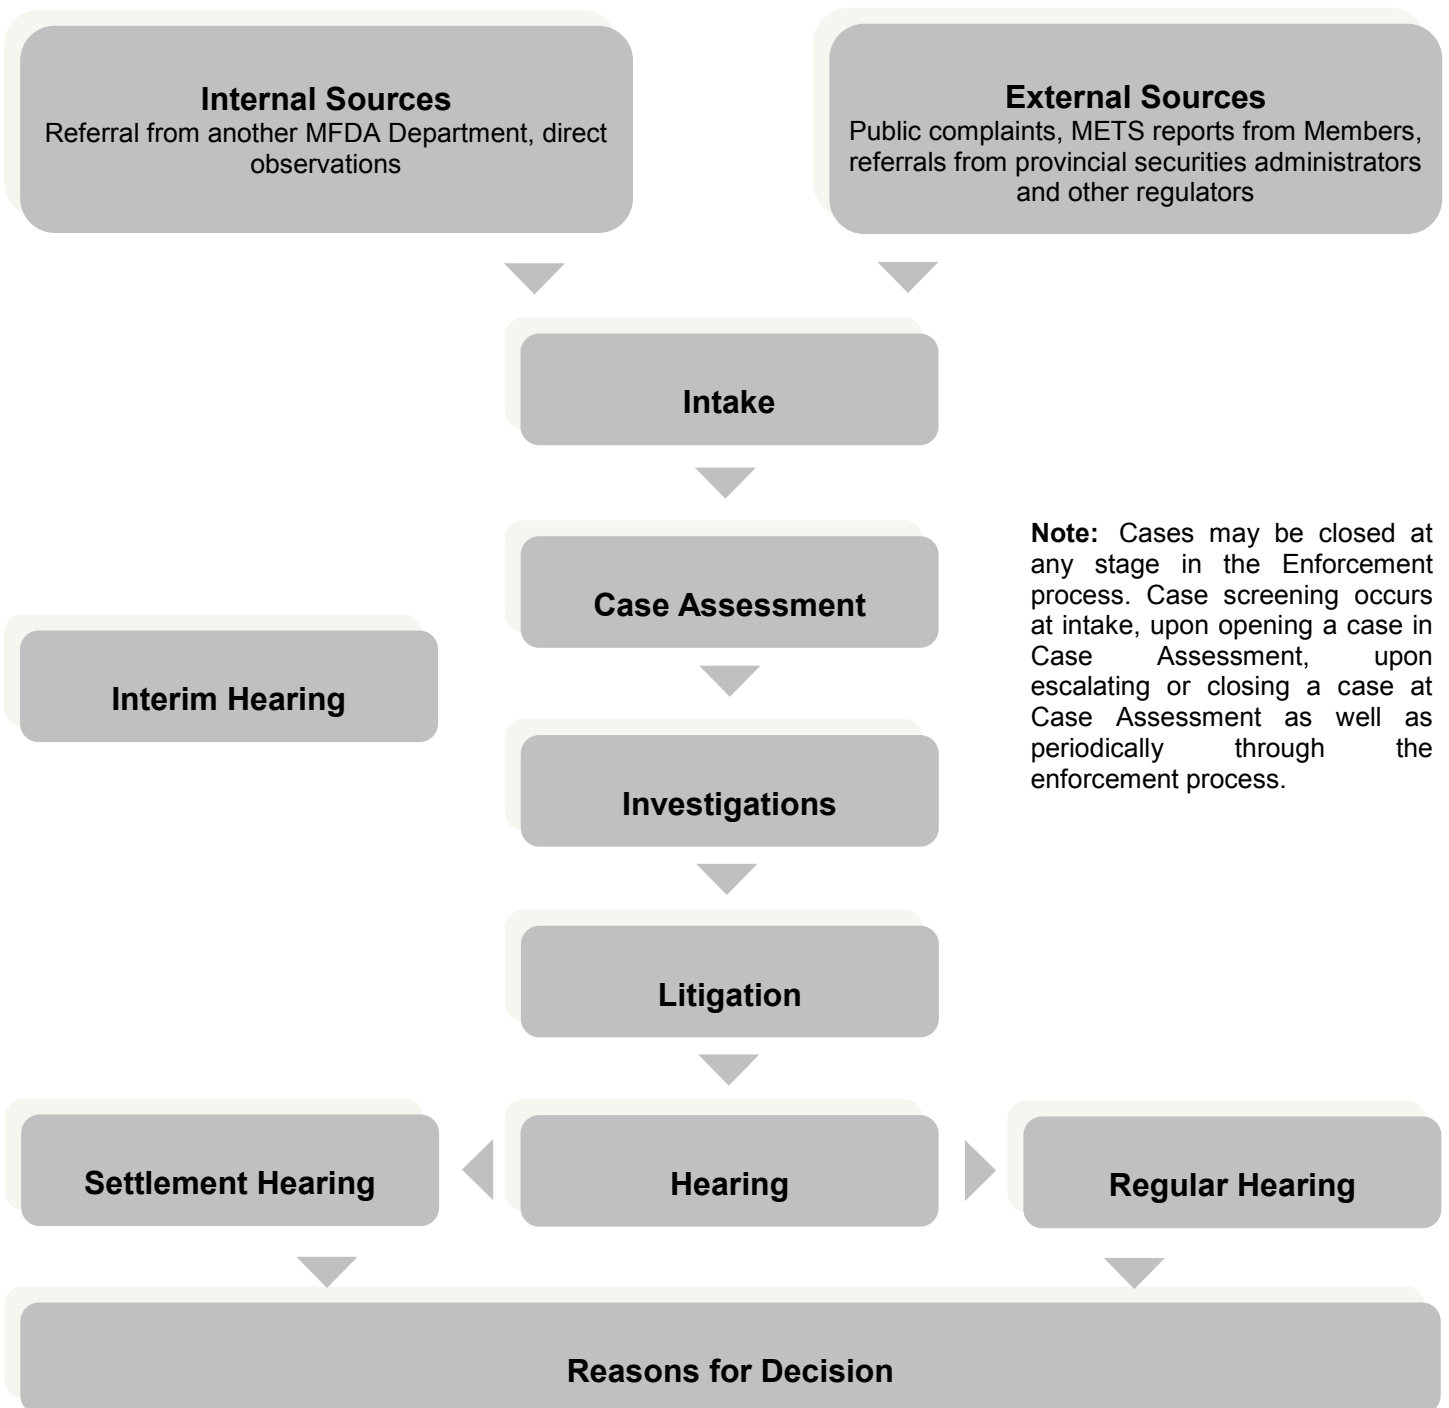 Internal Sources
Referral from another MFDA Department, direct
observations
External Sources
Public complaints, METS reports from Members,
referrals from provincial securities administrators
and other regulators
Intake
Case Assessment
Note: Cases may be closed at
any stage in the Enforcement
process. Case screening occurs
at intake, upon opening a case in
Case Assessment, upon
escalating or closing a case at
Case Assessment as well as
periodically through the
enforcement process.
Interim Hearing
Investigations
Litigation
Settlement Hearing
Hearing
Regular Hearing
Reasons for Decision